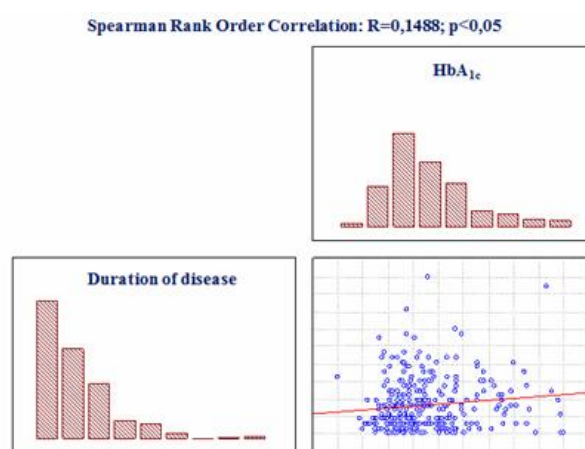 Spearman Rank Order Correlation: R=0,1488; p<0,05
HbA₁c
Duration of disease